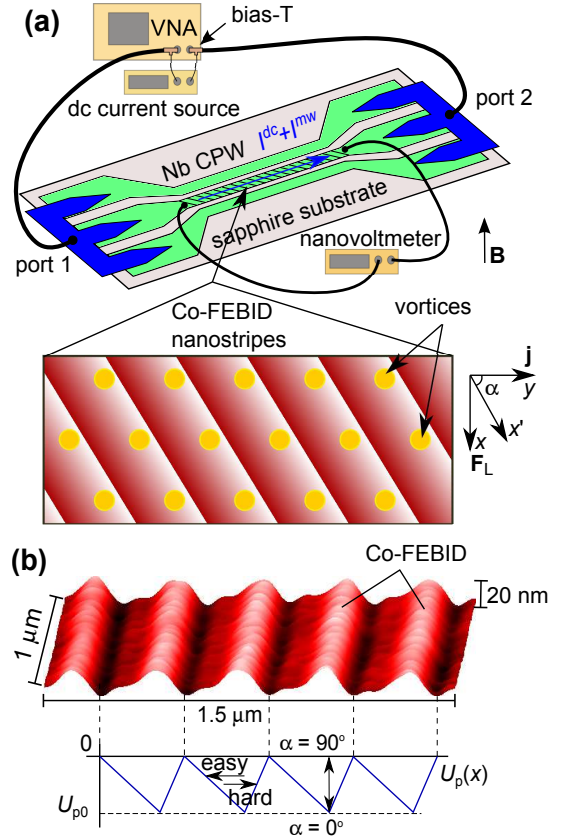 (a)
VNA
bias-T
dc current source
port 2
Nb CPW
I^dc+I^mw
sapphire substrate
nanovoltmeter
port 1
B
Co-FEBID
nanostripes
vortices
j
α
y
x
x'
F_L
(b)
Co-FEBID
20 nm
1 μm
1.5 μm
0
α = 90°
easy
hard
U_p(x)
U_p0
α = 0°